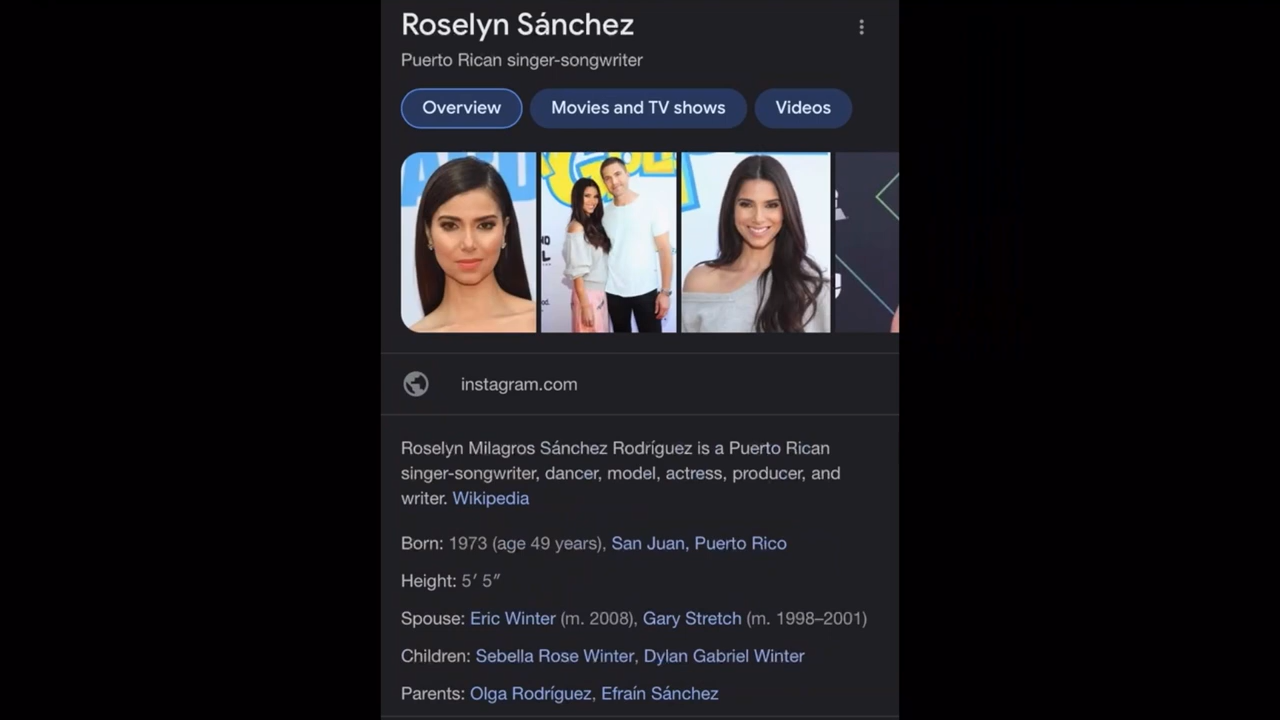 Roselyn Sánchez
Puerto Rican singer-songwriter
Overview
Movies and TV shows
Videos
instagram.com
Roselyn Milagros Sánchez Rodríguez is a Puerto Rican
singer-songwriter, dancer, model, actress, producer, and
writer. Wikipedia
Born: 1973 (age 49 years), San Juan, Puerto Rico
Height: 5′ 5″
Spouse: Eric Winter (m. 2008), Gary Stretch (m. 1998–2001)
Children: Sebella Rose Winter, Dylan Gabriel Winter
Parents: Olga Rodríguez, Efraín Sánchez